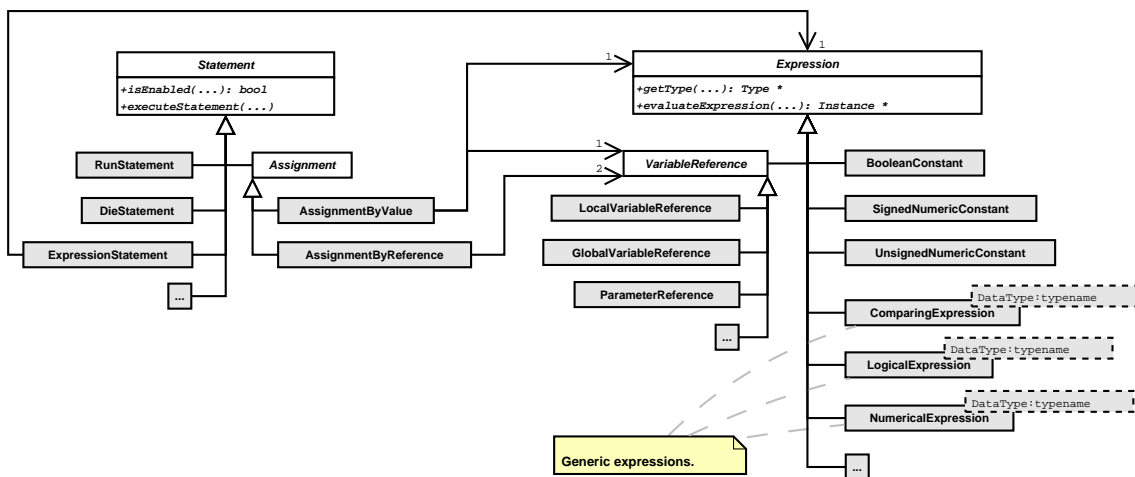 1
Statement
+isEnabled(...): bool
+executeStatement(...)
1
Expression
+getType(...): Type *
+evaluateExpression(...): Instance *
RunStatement
Assignment
1
2
VariableReference
BooleanConstant
DieStatement
AssignmentByValue
LocalVariableReference
SignedNumericConstant
ExpressionStatement
AssignmentByReference
GlobalVariableReference
UnsignedNumericConstant
...
ParameterReference
DataType:typename
ComparingExpression
...
DataType:typename
LogicalExpression
DataType:typename
NumericalExpression
Generic expressions.
...